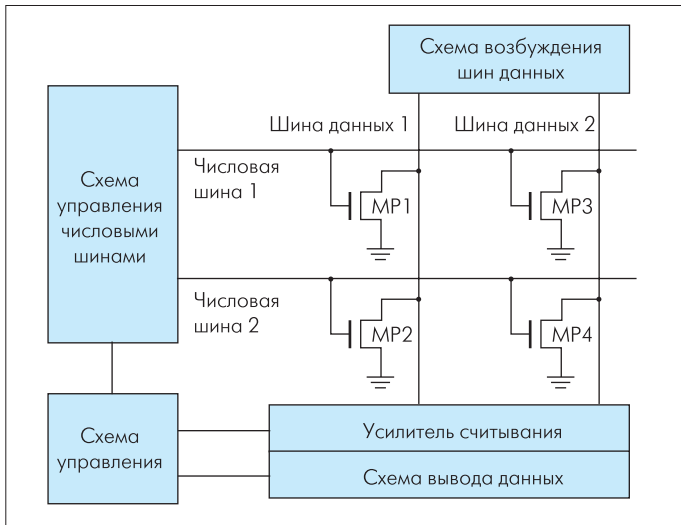 Схема возбуждения
шин данных
Шина данных 1
Шина данных 2
Схема
управления
числовыми
шинами
Числовая
шина 1
MP1
MP3
Числовая
шина 2
MP2
MP4
Схема
управления
Усилитель считывания
Схема вывода данных